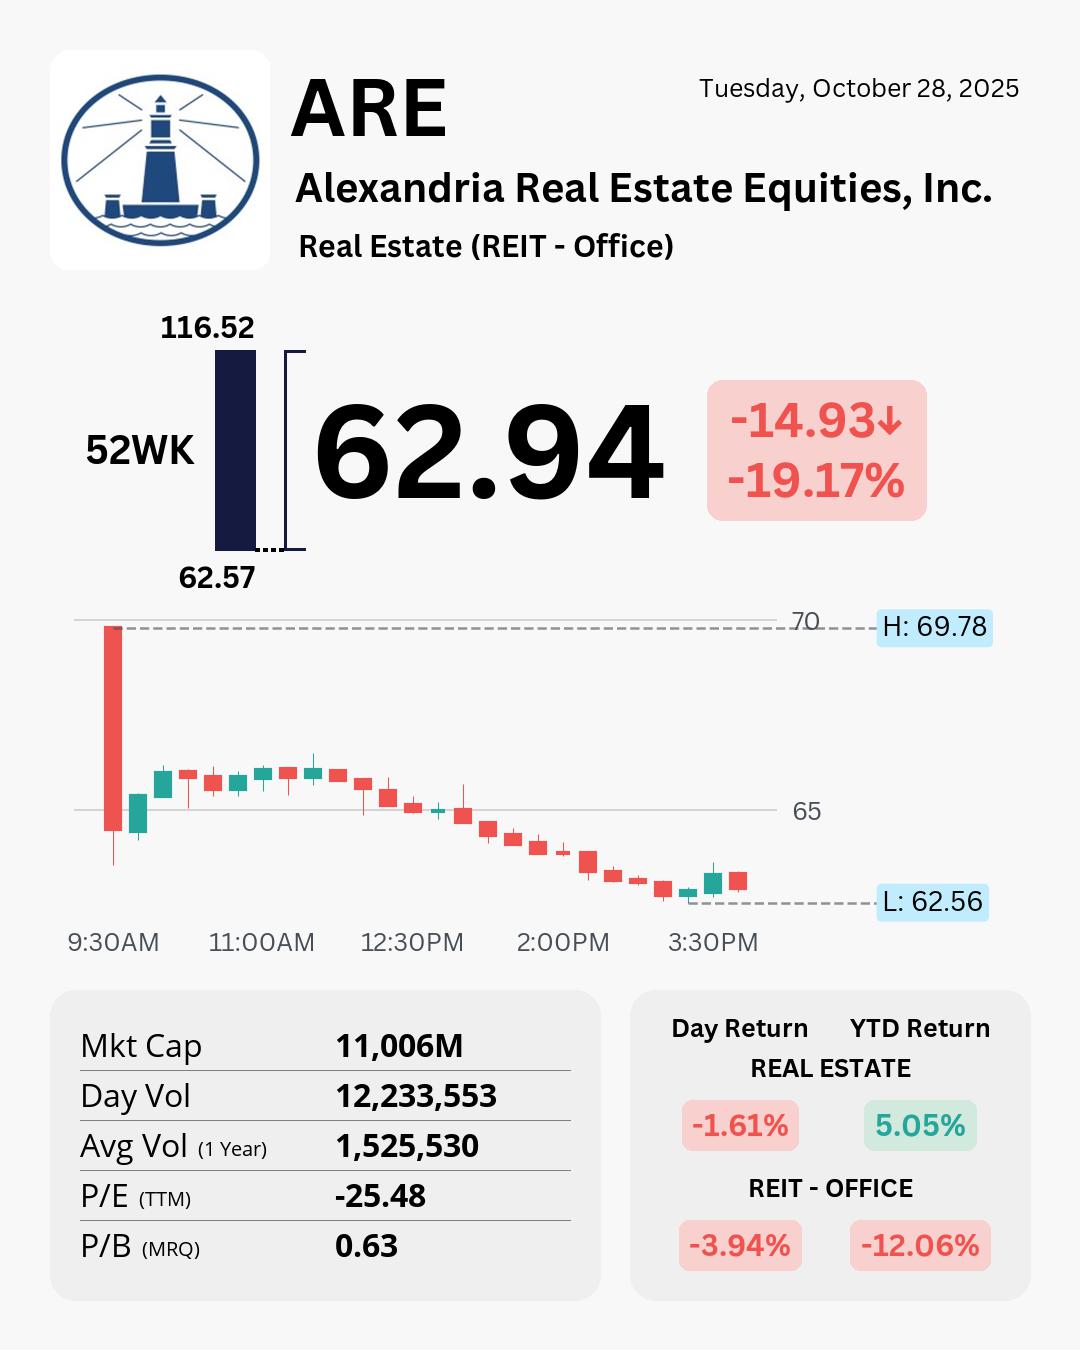 ARE
Tuesday, October 28, 2025
Alexandria Real Estate Equities, Inc.
Real Estate (REIT - Office)
116.52
52WK
62.57
62.94
-14.93↓
-19.17%
70
H: 69.78
65
L: 62.56
9:30AM 11:00AM 12:30PM 2:00PM 3:30PM
Mkt Cap 11,006M
Day Vol 12,233,553
Avg Vol (1 Year) 1,525,530
P/E (TTM) -25.48
P/B (MRQ) 0.63
Day Return YTD Return
REAL ESTATE
-1.61% 5.05%
REIT - OFFICE
-3.94% -12.06%